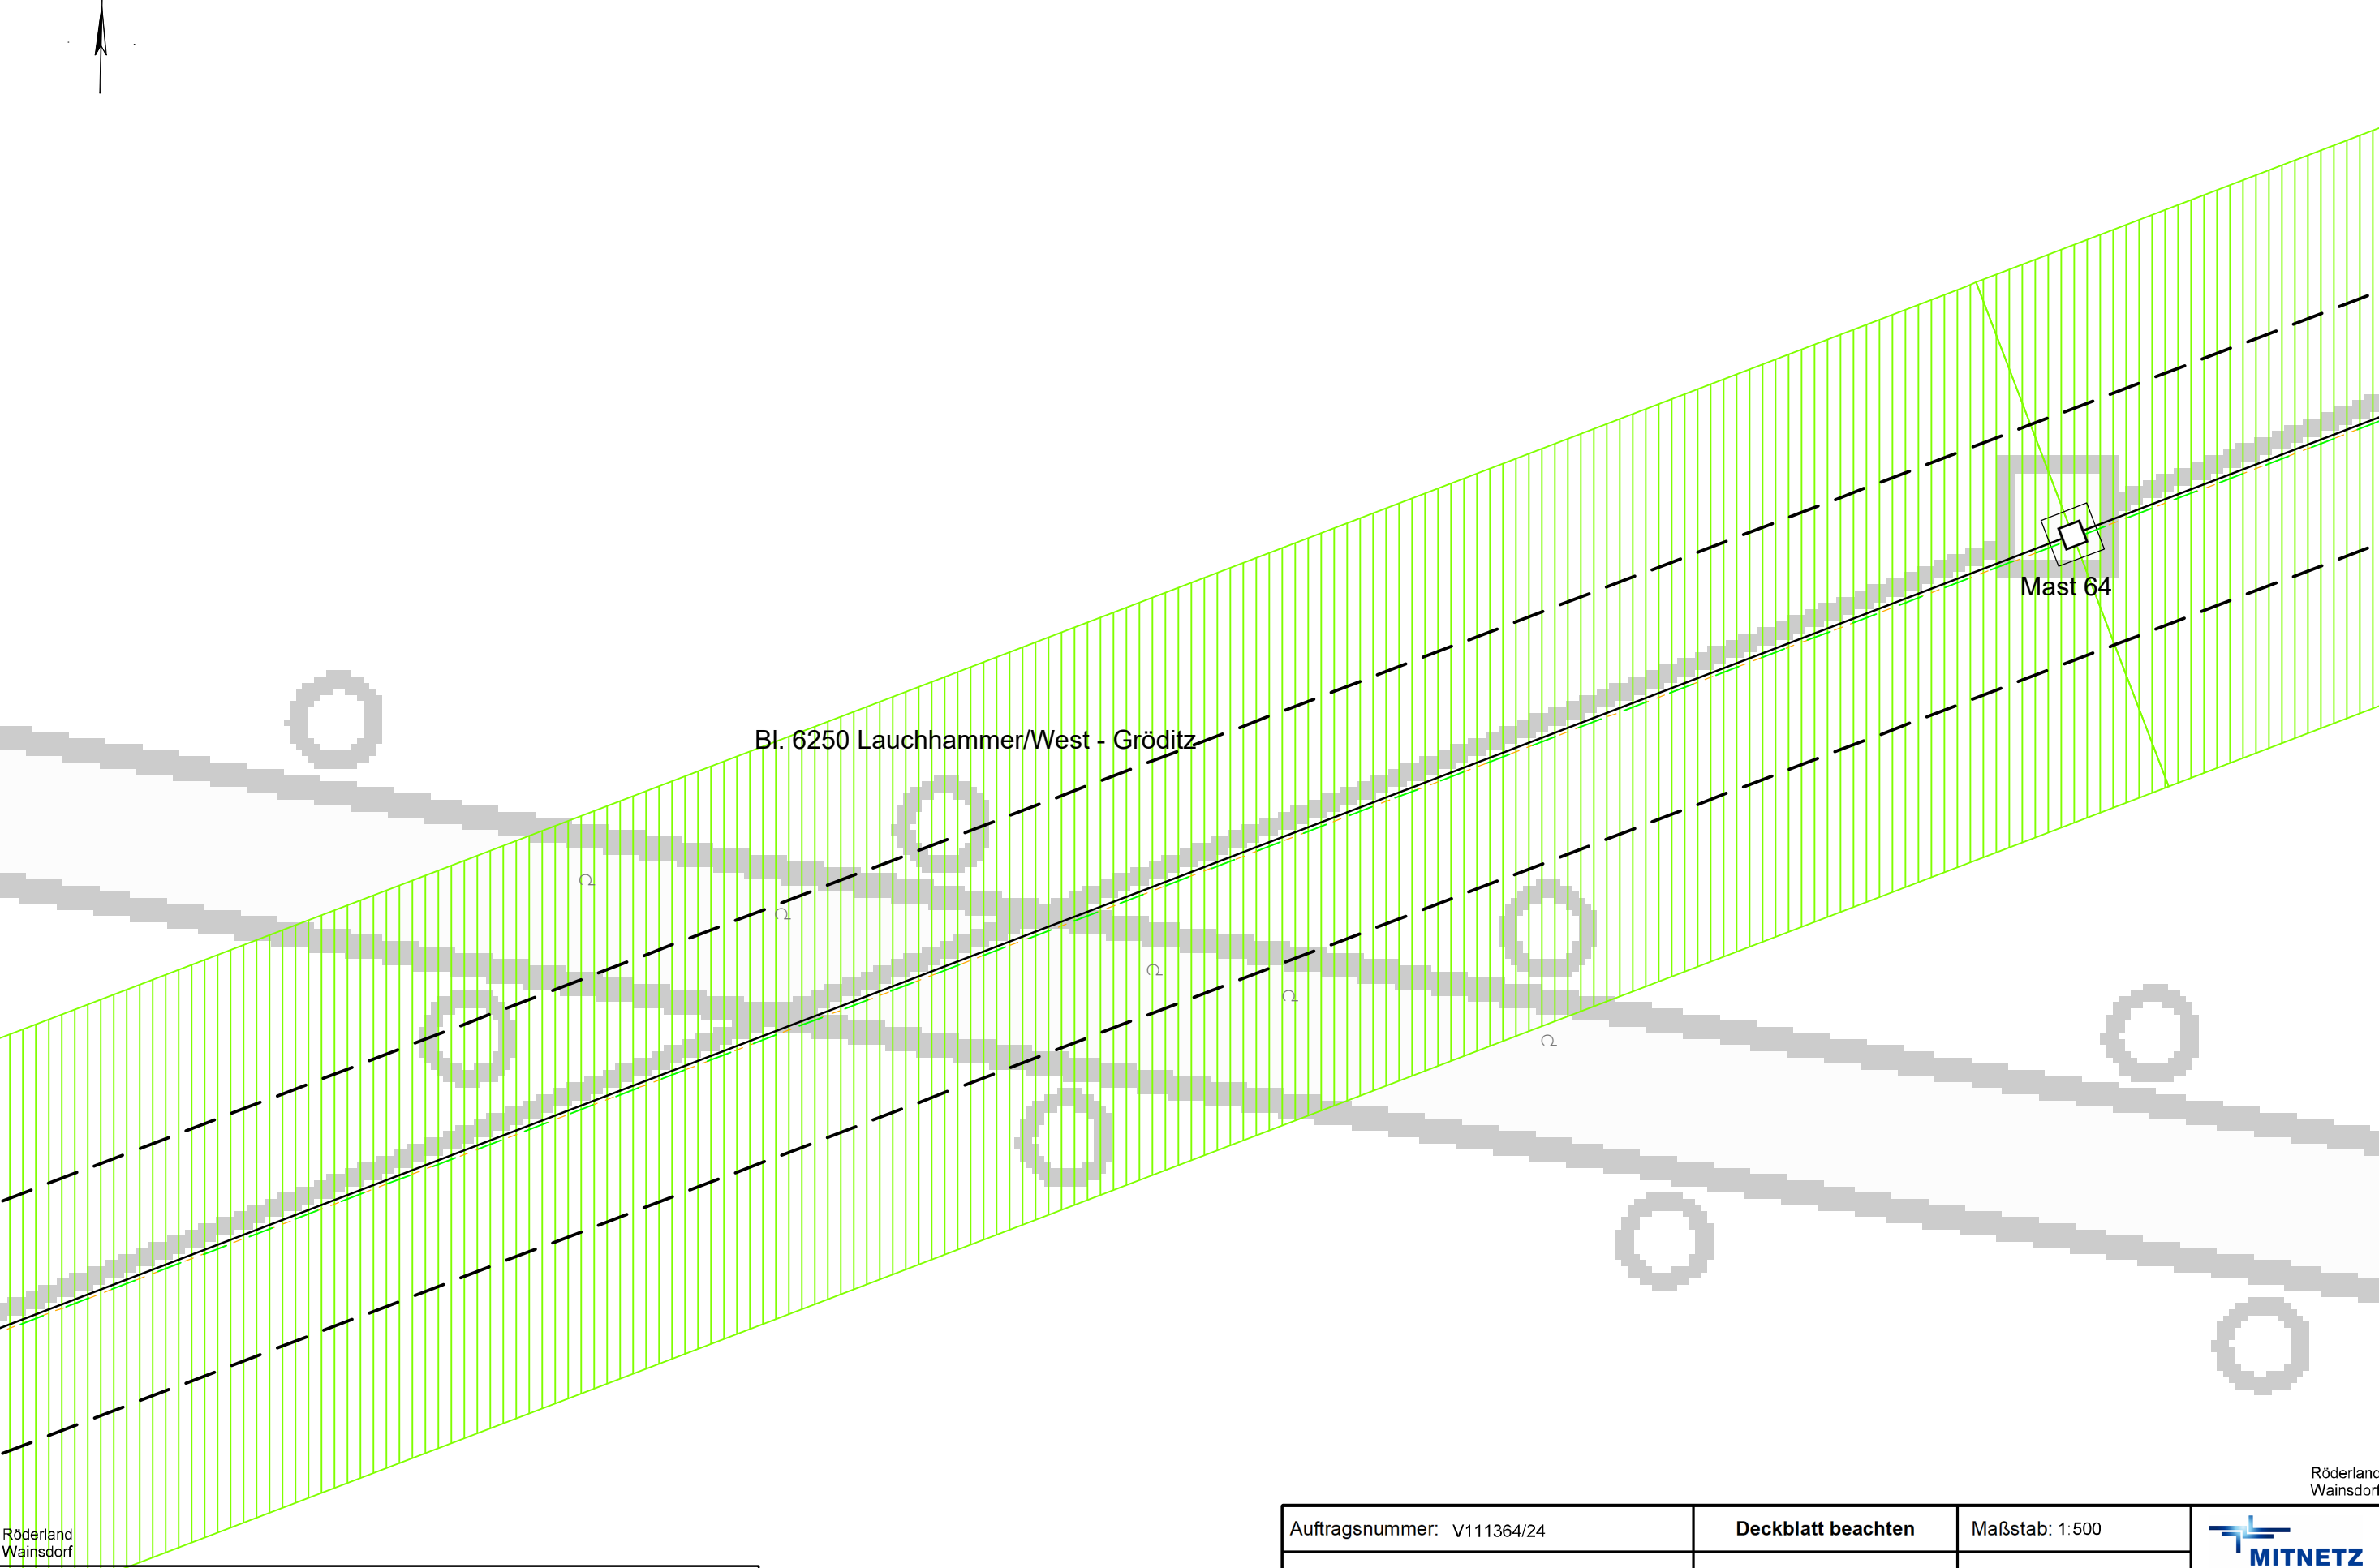 Mast 64
Bl. 6250 Lauchhammer/West - Gröditz
Röderland
Wainsdorf
Röderland
Wainsdorf
Auftragsnummer: V111364/24
Deckblatt beachten
Maßstab: 1:500
MITNETZ